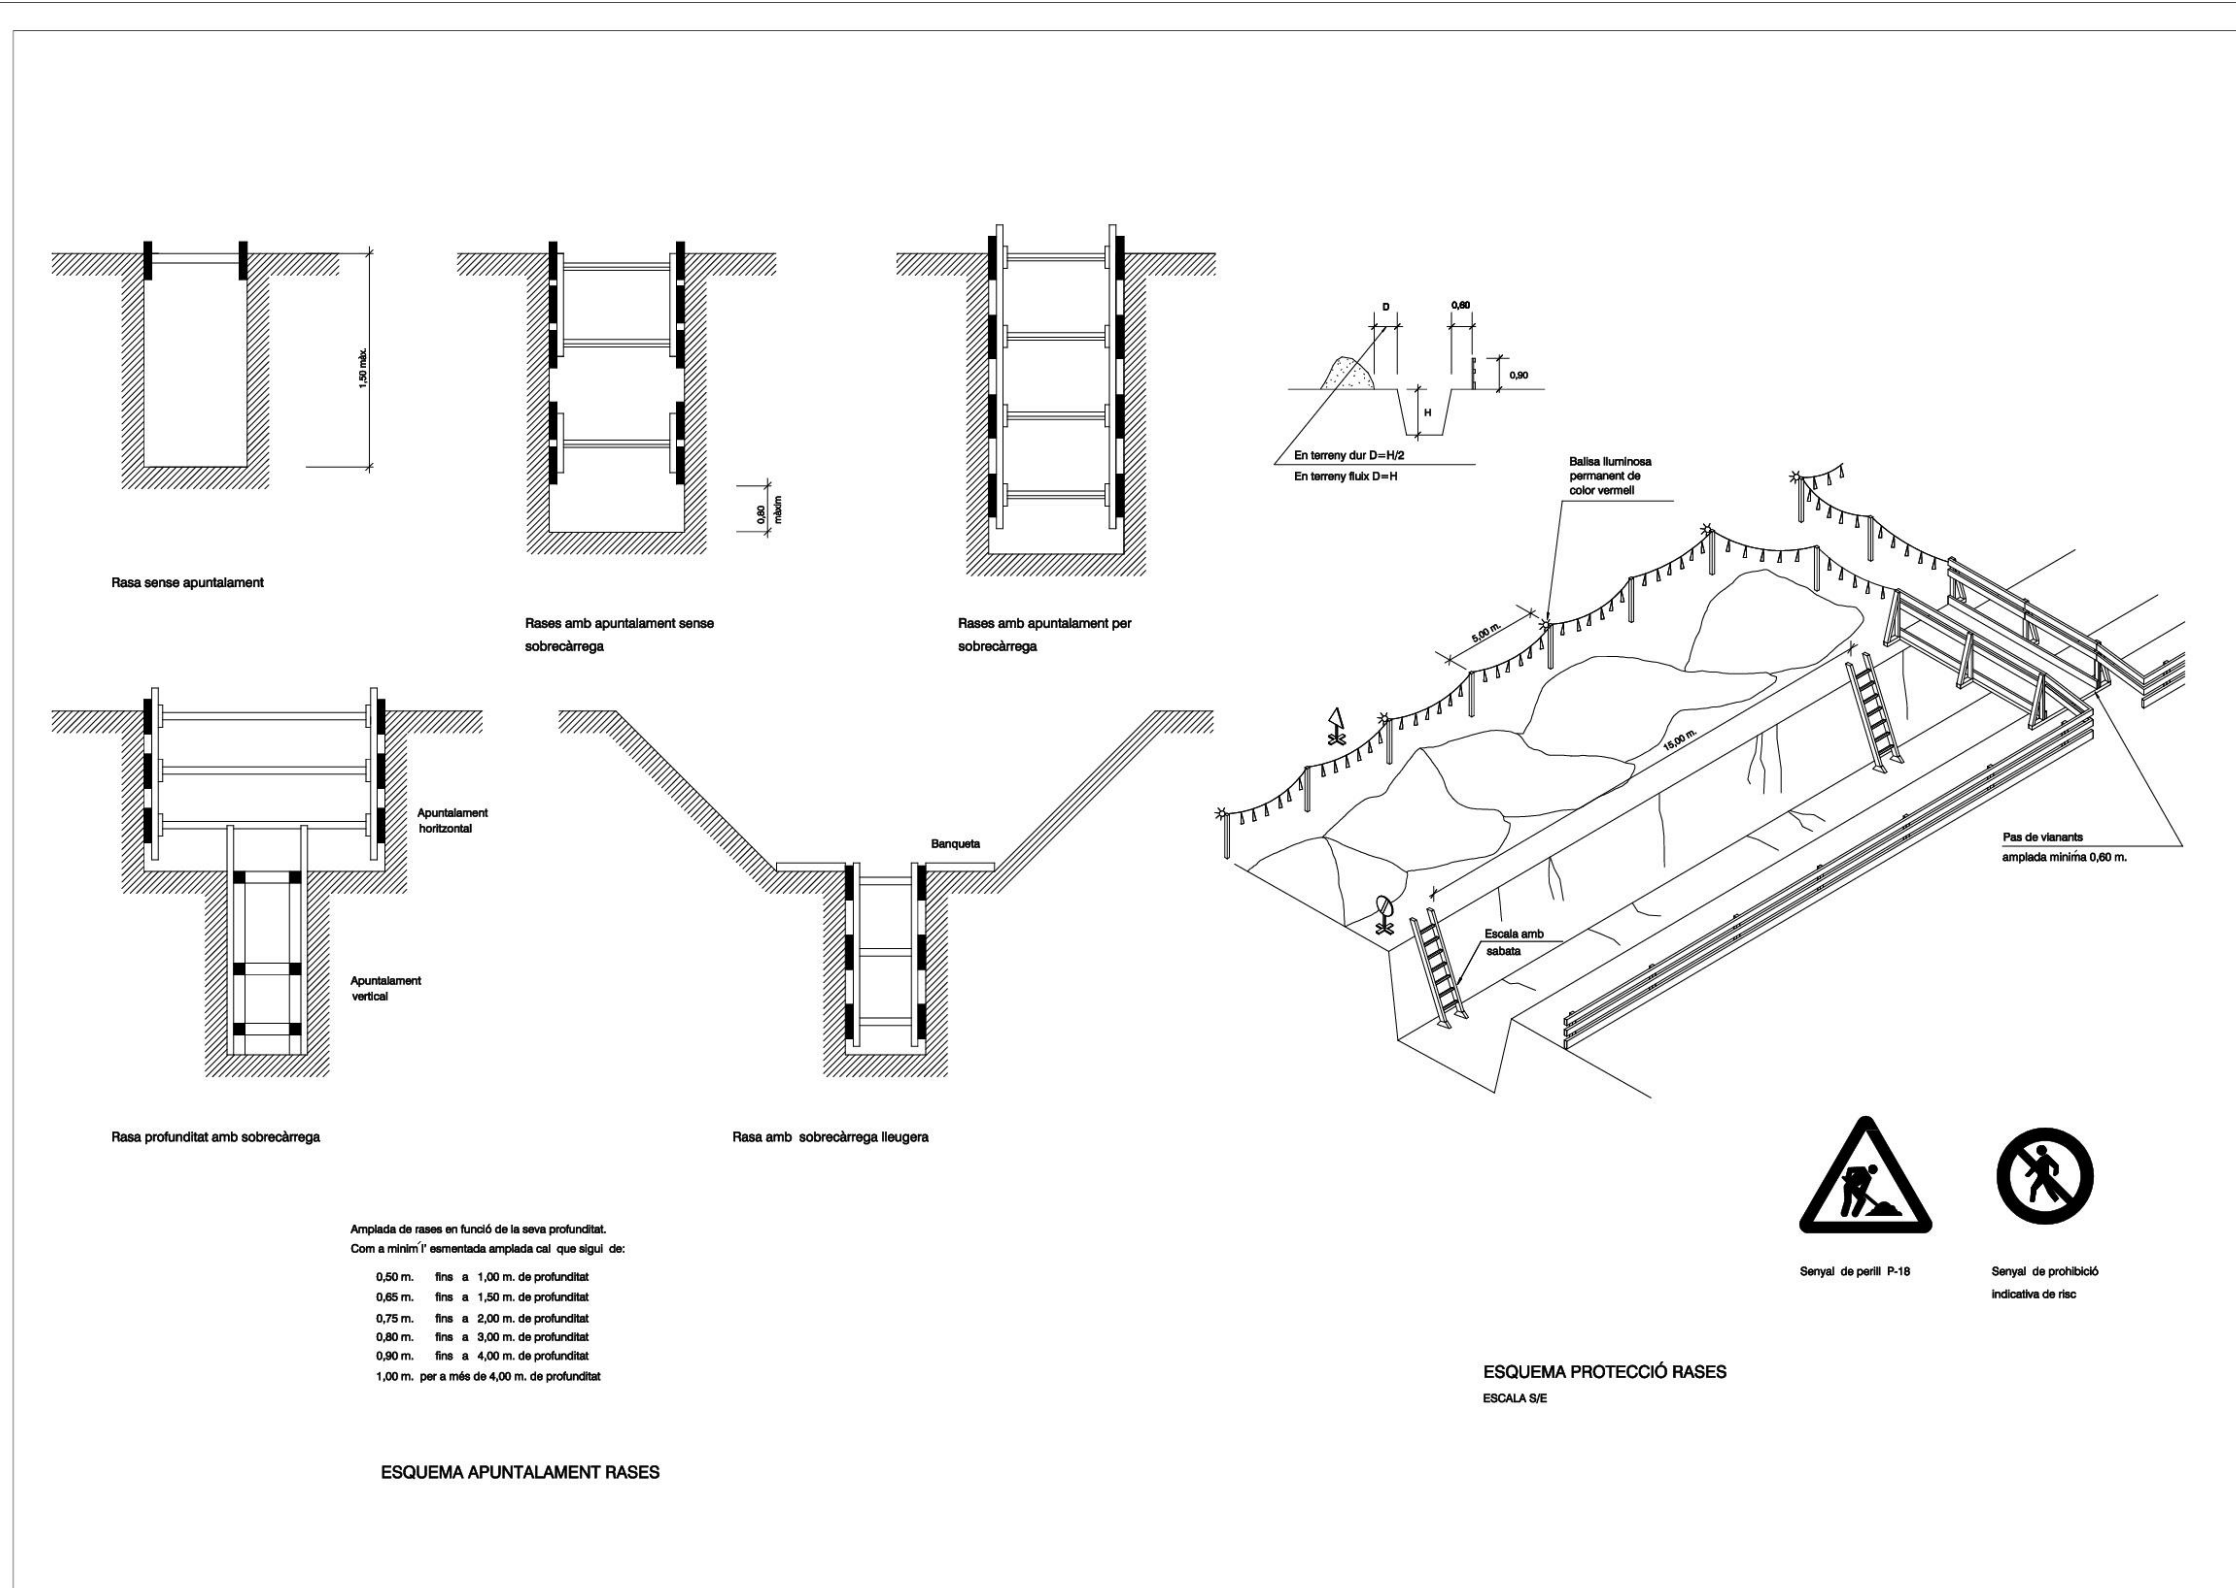 1,50 màx.
Rasa sense apuntalament
0,80
màxim
Rases amb apuntalament sense
sobrecàrrega
Rases amb apuntalament per
sobrecàrrega
D
0,60
0,90
H
En terreny dur D=H/2
En terreny fluix D=H
Balisa lluminosa
permanent de
color vermell
5,00 m.
15,00 m.
Pas de vianants
amplada miníma 0,60 m.
Escala amb
sabata
Apuntalament
horitzontal
Apuntalament
vertical
Banqueta
Rasa profunditat amb sobrecàrrega
Rasa amb sobrecàrrega lleugera
Amplada de rases en funció de la seva profunditat.
Com a minim´l' esmentada amplada cal que sigui de:
0,50 m. fins a 1,00 m. de profunditat
0,65 m. fins a 1,50 m. de profunditat
0,75 m. fins a 2,00 m. de profunditat
0,80 m. fins a 3,00 m. de profunditat
0,90 m. fins a 4,00 m. de profunditat
1,00 m. per a més de 4,00 m. de profunditat
ESQUEMA APUNTALAMENT RASES
Senyal de perill P-18
Senyal de prohibició
indicativa de risc
ESQUEMA PROTECCIÓ RASES
ESCALA S/E